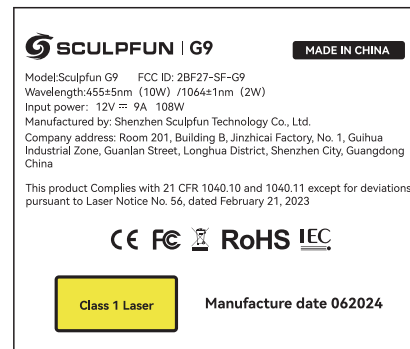 SCULPFUN | G9
MADE IN CHINA
Model:Sculpfun G9 FCC ID: 2BF27-SF-G9
Wavelength:455±5nm（10W）/1064±1nm（2W）
Input power： 12V ⎓ 9A 108W
Manufactured by: Shenzhen Sculpfun Technology Co., Ltd.
Company address: Room 201, Building B, Jinzhicai Factory, No. 1, Guihua
Industrial Zone, Guanlan Street, Longhua District, Shenzhen City, Guangdong
China
This product Complies with 21 CFR 1040.10 and 1040.11 except for deviations
pursuant to Laser Notice No. 56, dated February 21, 2023
CE FC RoHS IEC
Class 1 Laser
Manufacture date 062024